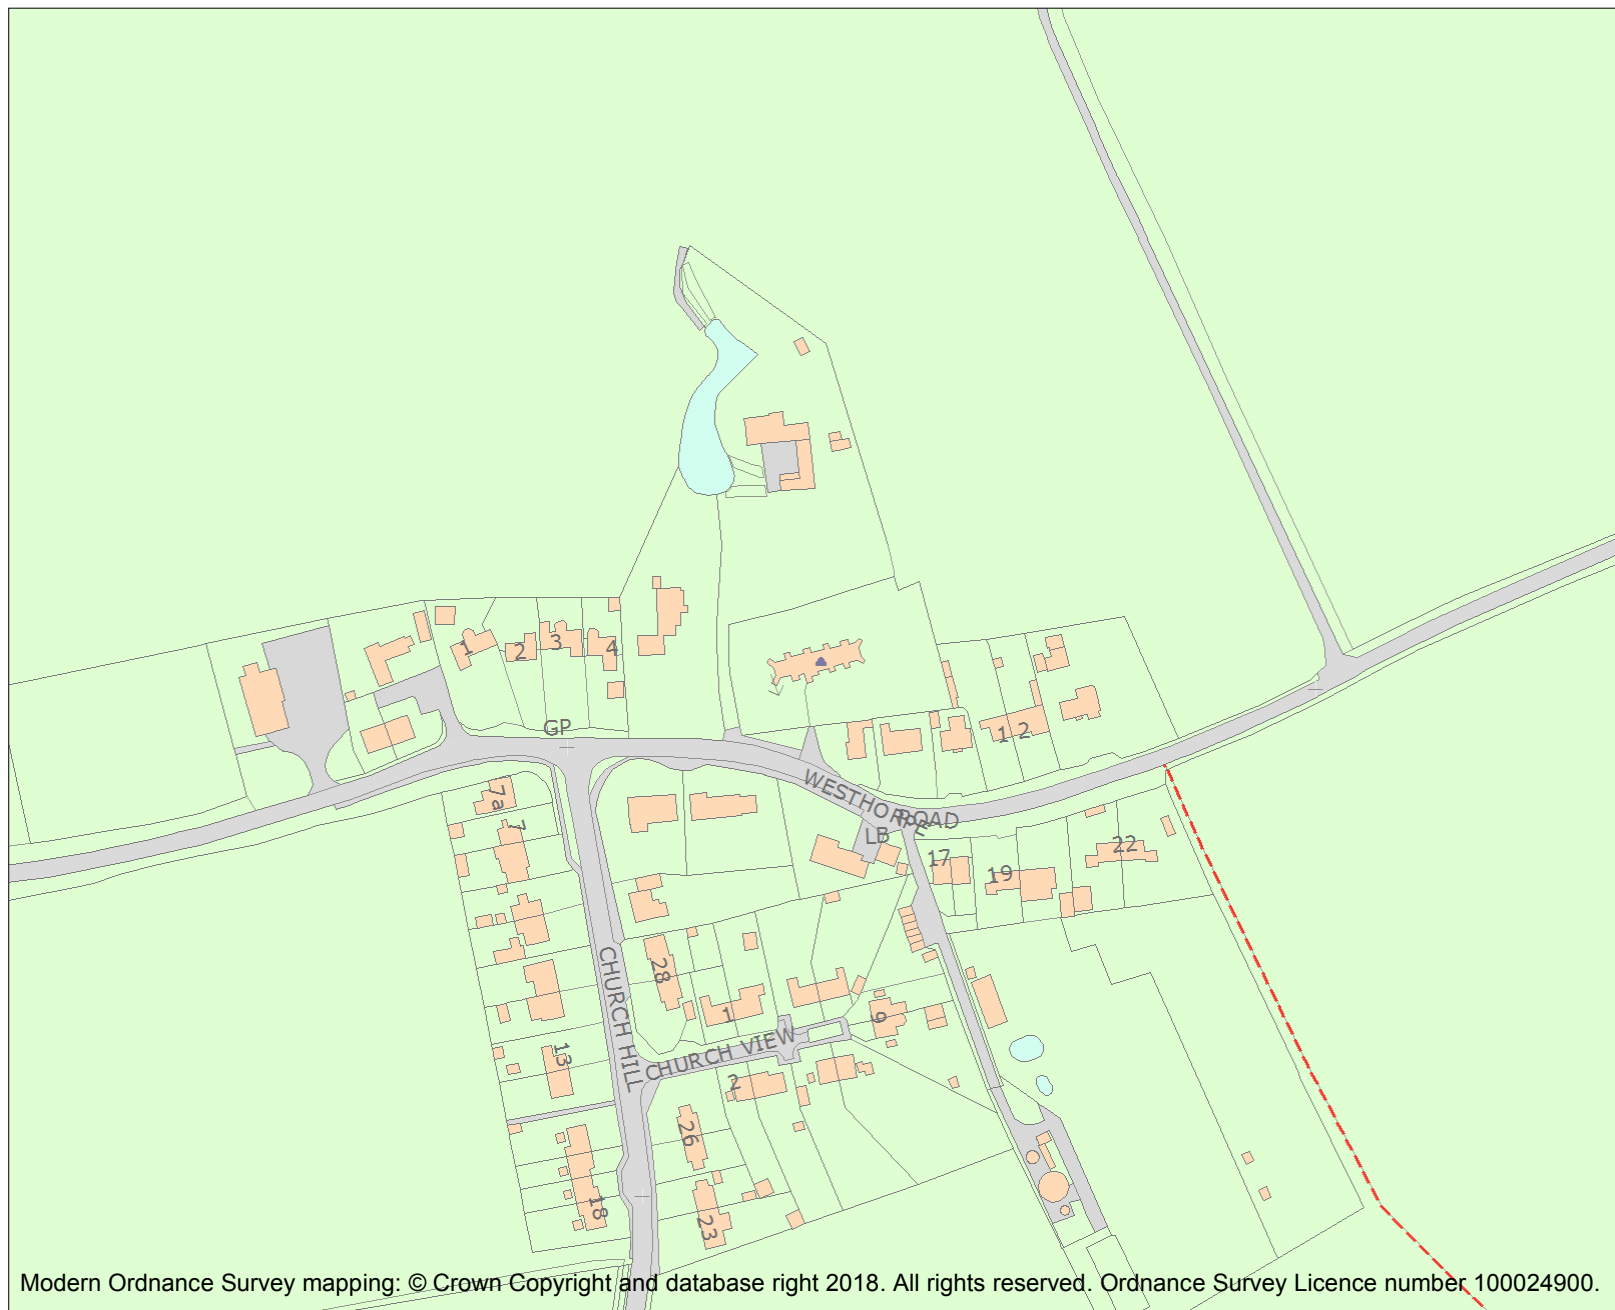 1
2
3
4
GP
1 2
7a
7
WESTHORPE
ROAD
LB
17
19
22
28
1
9
CHURCH HILL
CHURCH VIEW
13
2
26
18
23
Modern Ordnance Survey mapping: © Crown Copyright and database right 2018. All rights reserved. Ordnance Survey Licence number 100024900.